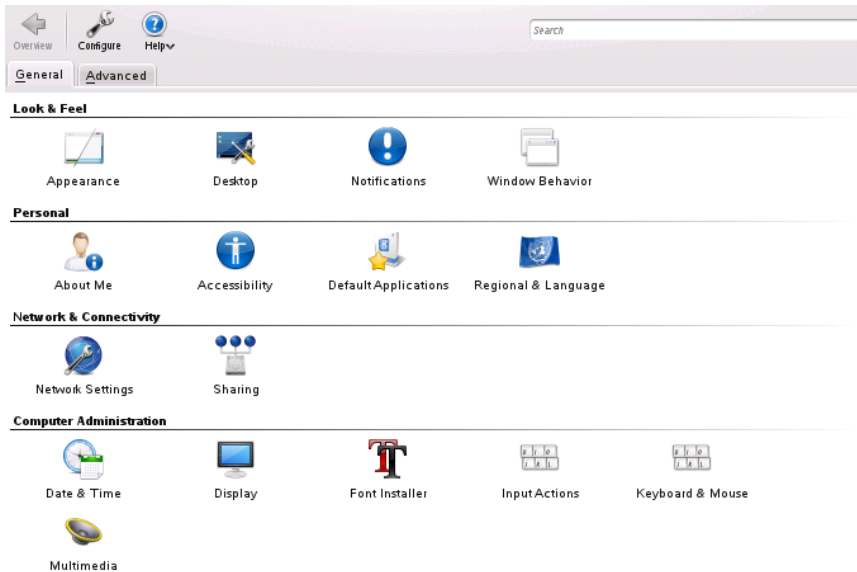 Overview Configure Help
Search
General Advanced
Look & Feel
Appearance Desktop Notifications Window Behavior
Personal
About Me Accessibility Default Applications Regional & Language
Network & Connectivity
Network Settings Sharing
Computer Administration
Date & Time Display Font Installer Input Actions Keyboard & Mouse
Multimedia